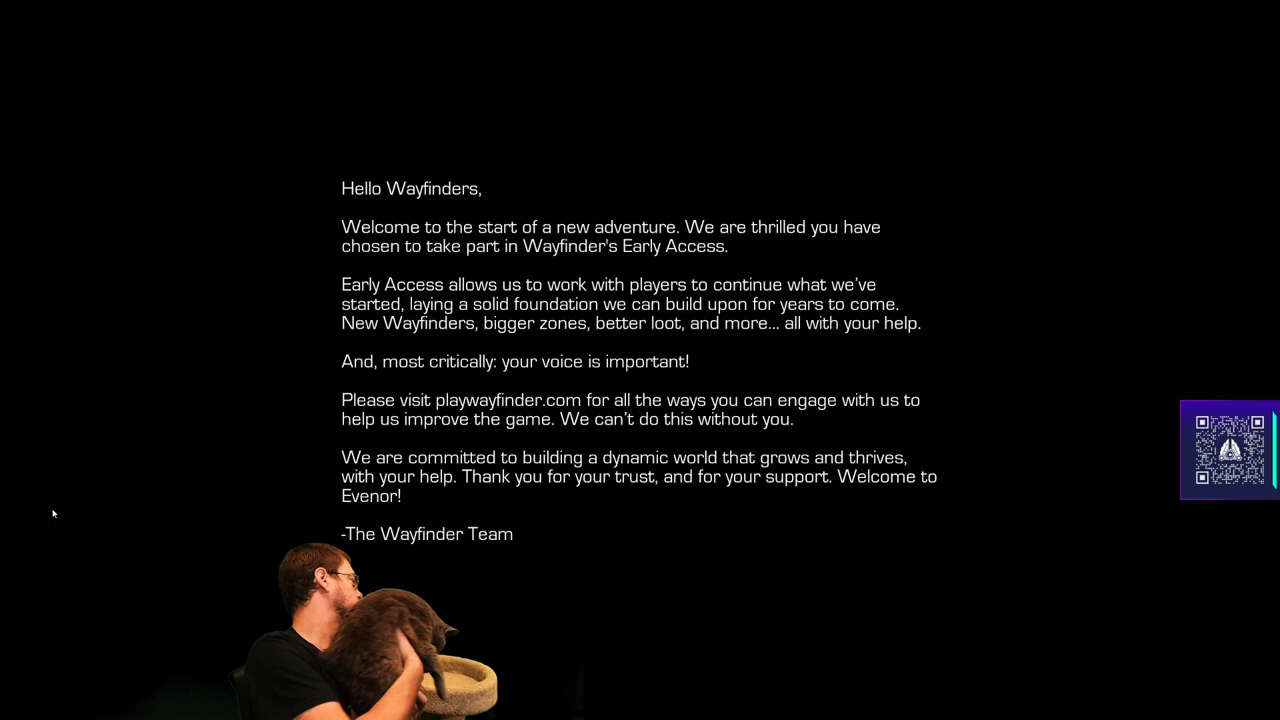 Hello Wayfinders,
Welcome to the start of a new adventure. We are thrilled you have
chosen to take part in Wayfinder's Early Access.
Early Access allows us to work with players to continue what we've
started, laying a solid foundation we can build upon for years to come.
New Wayfinders, bigger zones, better loot, and more... all with your help.
And, most critically: your voice is important!
Please visit playwayfinder.com for all the ways you can engage with us to
help us improve the game. We can't do this without you.
We are committed to building a dynamic world that grows and thrives,
with your help. Thank you for your trust, and for your support. Welcome to
Evenor!
-The Wayfinder Team